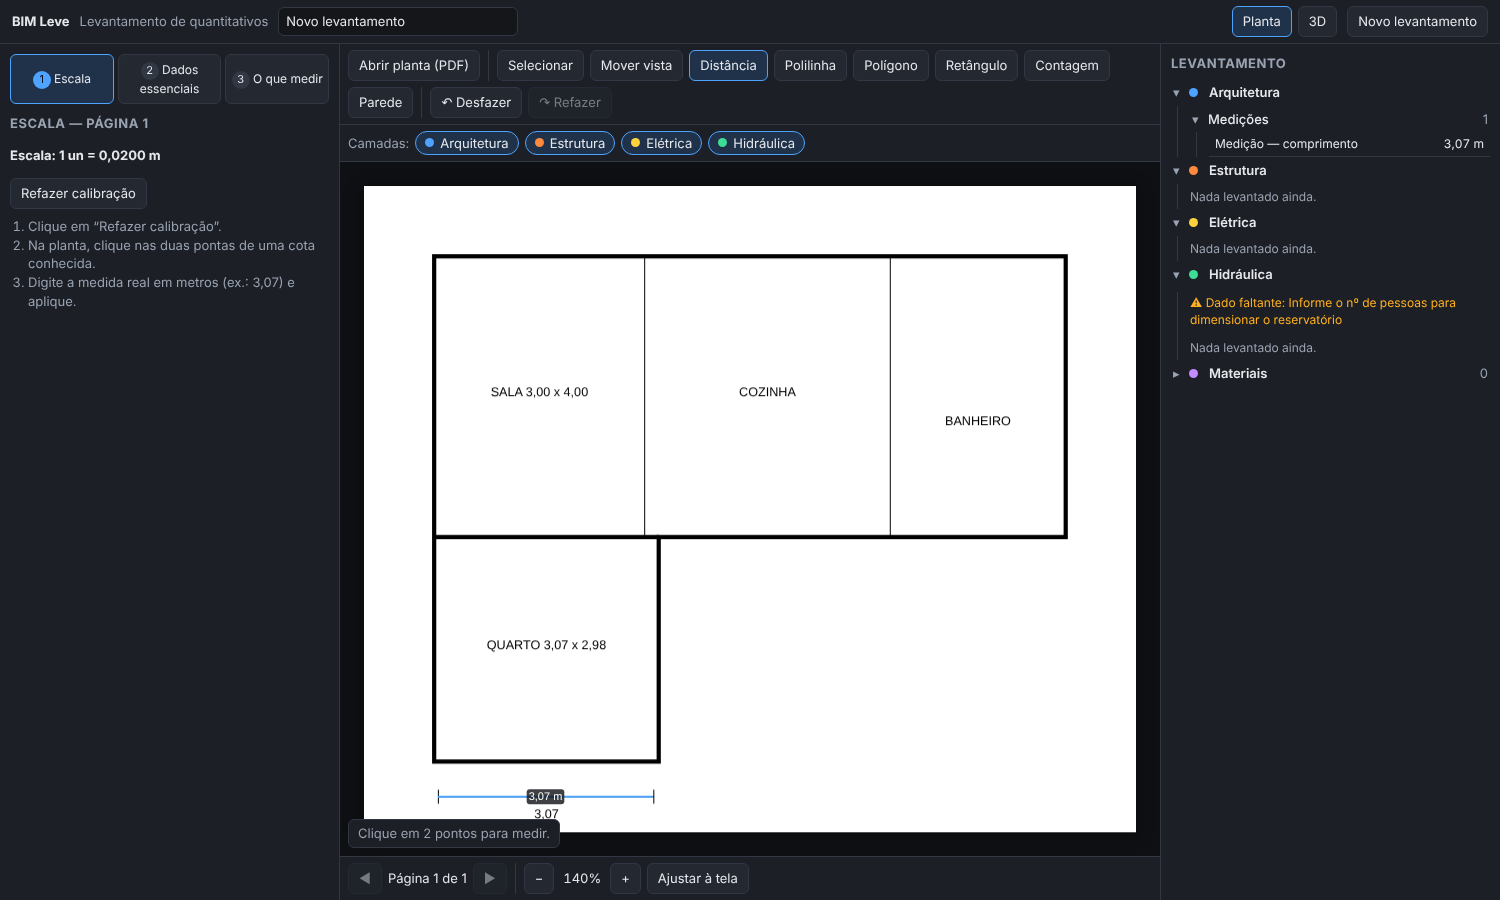 BIM Leve Levantamento de quantitativos Novo levantamento Planta 3D Novo levantamento
1 Escala
2 Dados essenciais
3 O que medir
ESCALA — PÁGINA 1
Escala: 1 un = 0,0200 m
Refazer calibração
1. Clique em “Refazer calibração”.
2. Na planta, clique nas duas pontas de uma cota
conhecida.
3. Digite a medida real em metros (ex.: 3,07) e
aplique.
Abrir planta (PDF) Selecionar Mover vista Distância Polilinha Polígono Retângulo Contagem
Parede ↶ Desfazer ↷ Refazer
Camadas: Arquitetura Estrutura Elétrica Hidráulica
SALA 3,00 x 4,00
COZINHA
BANHEIRO
QUARTO 3,07 x 2,98
3,07 m
3,07
Clique em 2 pontos para medir.
◀ Página 1 de 1 ▶ − 140% + Ajustar à tela
LEVANTAMENTO
▾ Arquitetura
▾ Medições 1
Medição — comprimento 3,07 m
▾ Estrutura
Nada levantado ainda.
▾ Elétrica
Nada levantado ainda.
▾ Hidráulica
⚠ Dado faltante: Informe o nº de pessoas para
dimensionar o reservatório
Nada levantado ainda.
▸ Materiais 0